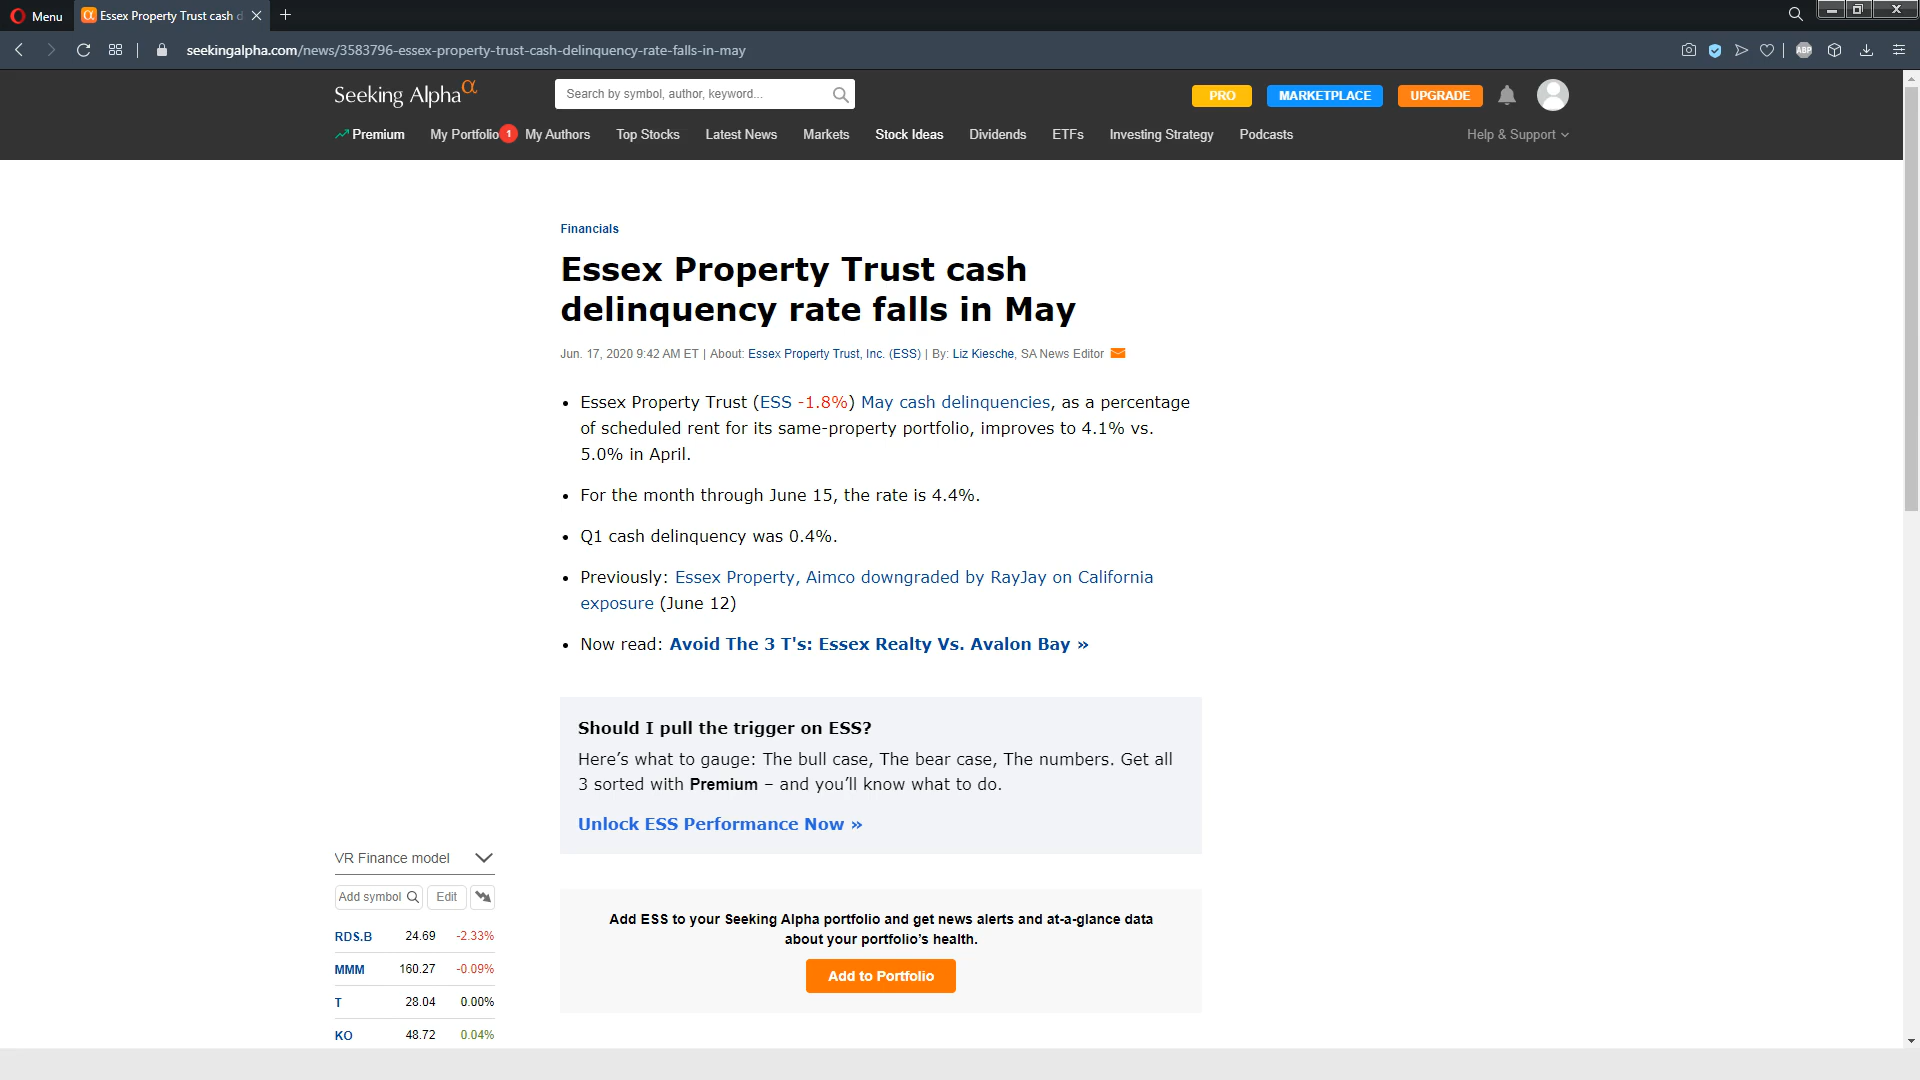 Menu
Essex Property Trust cash d
seekingalpha.com/news/3583796-essex-property-trust-cash-delinquency-rate-falls-in-may
ABP
Seeking Alpha α
Search by symbol, author, keyword...
PRO
MARKETPLACE
UPGRADE
Premium
My Portfolio 1
My Authors
Top Stocks
Latest News
Markets
Stock Ideas
Dividends
ETFs
Investing Strategy
Podcasts
Help & Support
Financials
Essex Property Trust cash
delinquency rate falls in May
Jun. 17, 2020 9:42 AM ET | About: Essex Property Trust, Inc. (ESS) | By: Liz Kiesche, SA News Editor
• Essex Property Trust (ESS -1.8%) May cash delinquencies, as a percentage
of scheduled rent for its same-property portfolio, improves to 4.1% vs.
5.0% in April.
• For the month through June 15, the rate is 4.4%.
• Q1 cash delinquency was 0.4%.
• Previously: Essex Property, Aimco downgraded by RayJay on California
exposure (June 12)
• Now read: Avoid The 3 T's: Essex Realty Vs. Avalon Bay »
Should I pull the trigger on ESS?
Here’s what to gauge: The bull case, The bear case, The numbers. Get all
3 sorted with Premium – and you’ll know what to do.
Unlock ESS Performance Now »
Add ESS to your Seeking Alpha portfolio and get news alerts and at-a-glance data
about your portfolio’s health.
Add to Portfolio
VR Finance model
Add symbol
Edit
RDS.B 24.69 -2.33%
MMM 160.27 -0.09%
T 28.04 0.00%
KO 48.72 0.04%